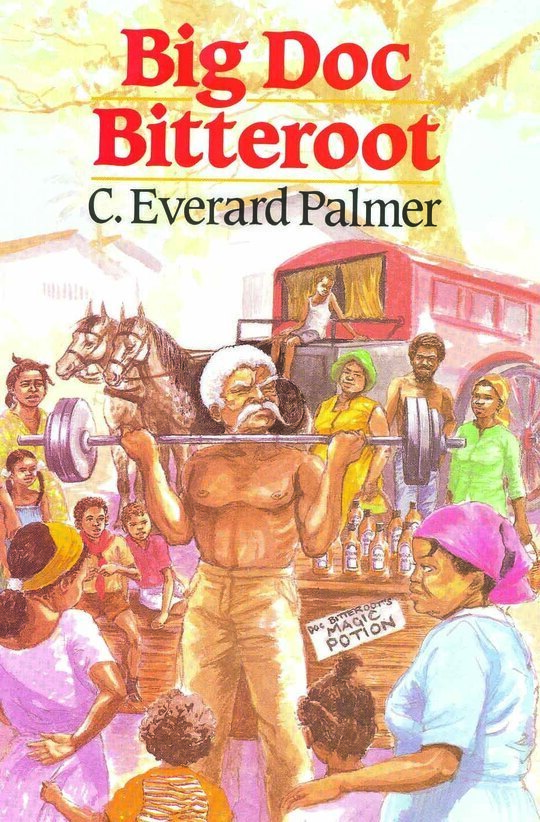 Big Doc
Bitteroot
C. Everard Palmer
DOC BITTEROOT'S
MAGIC
POTION